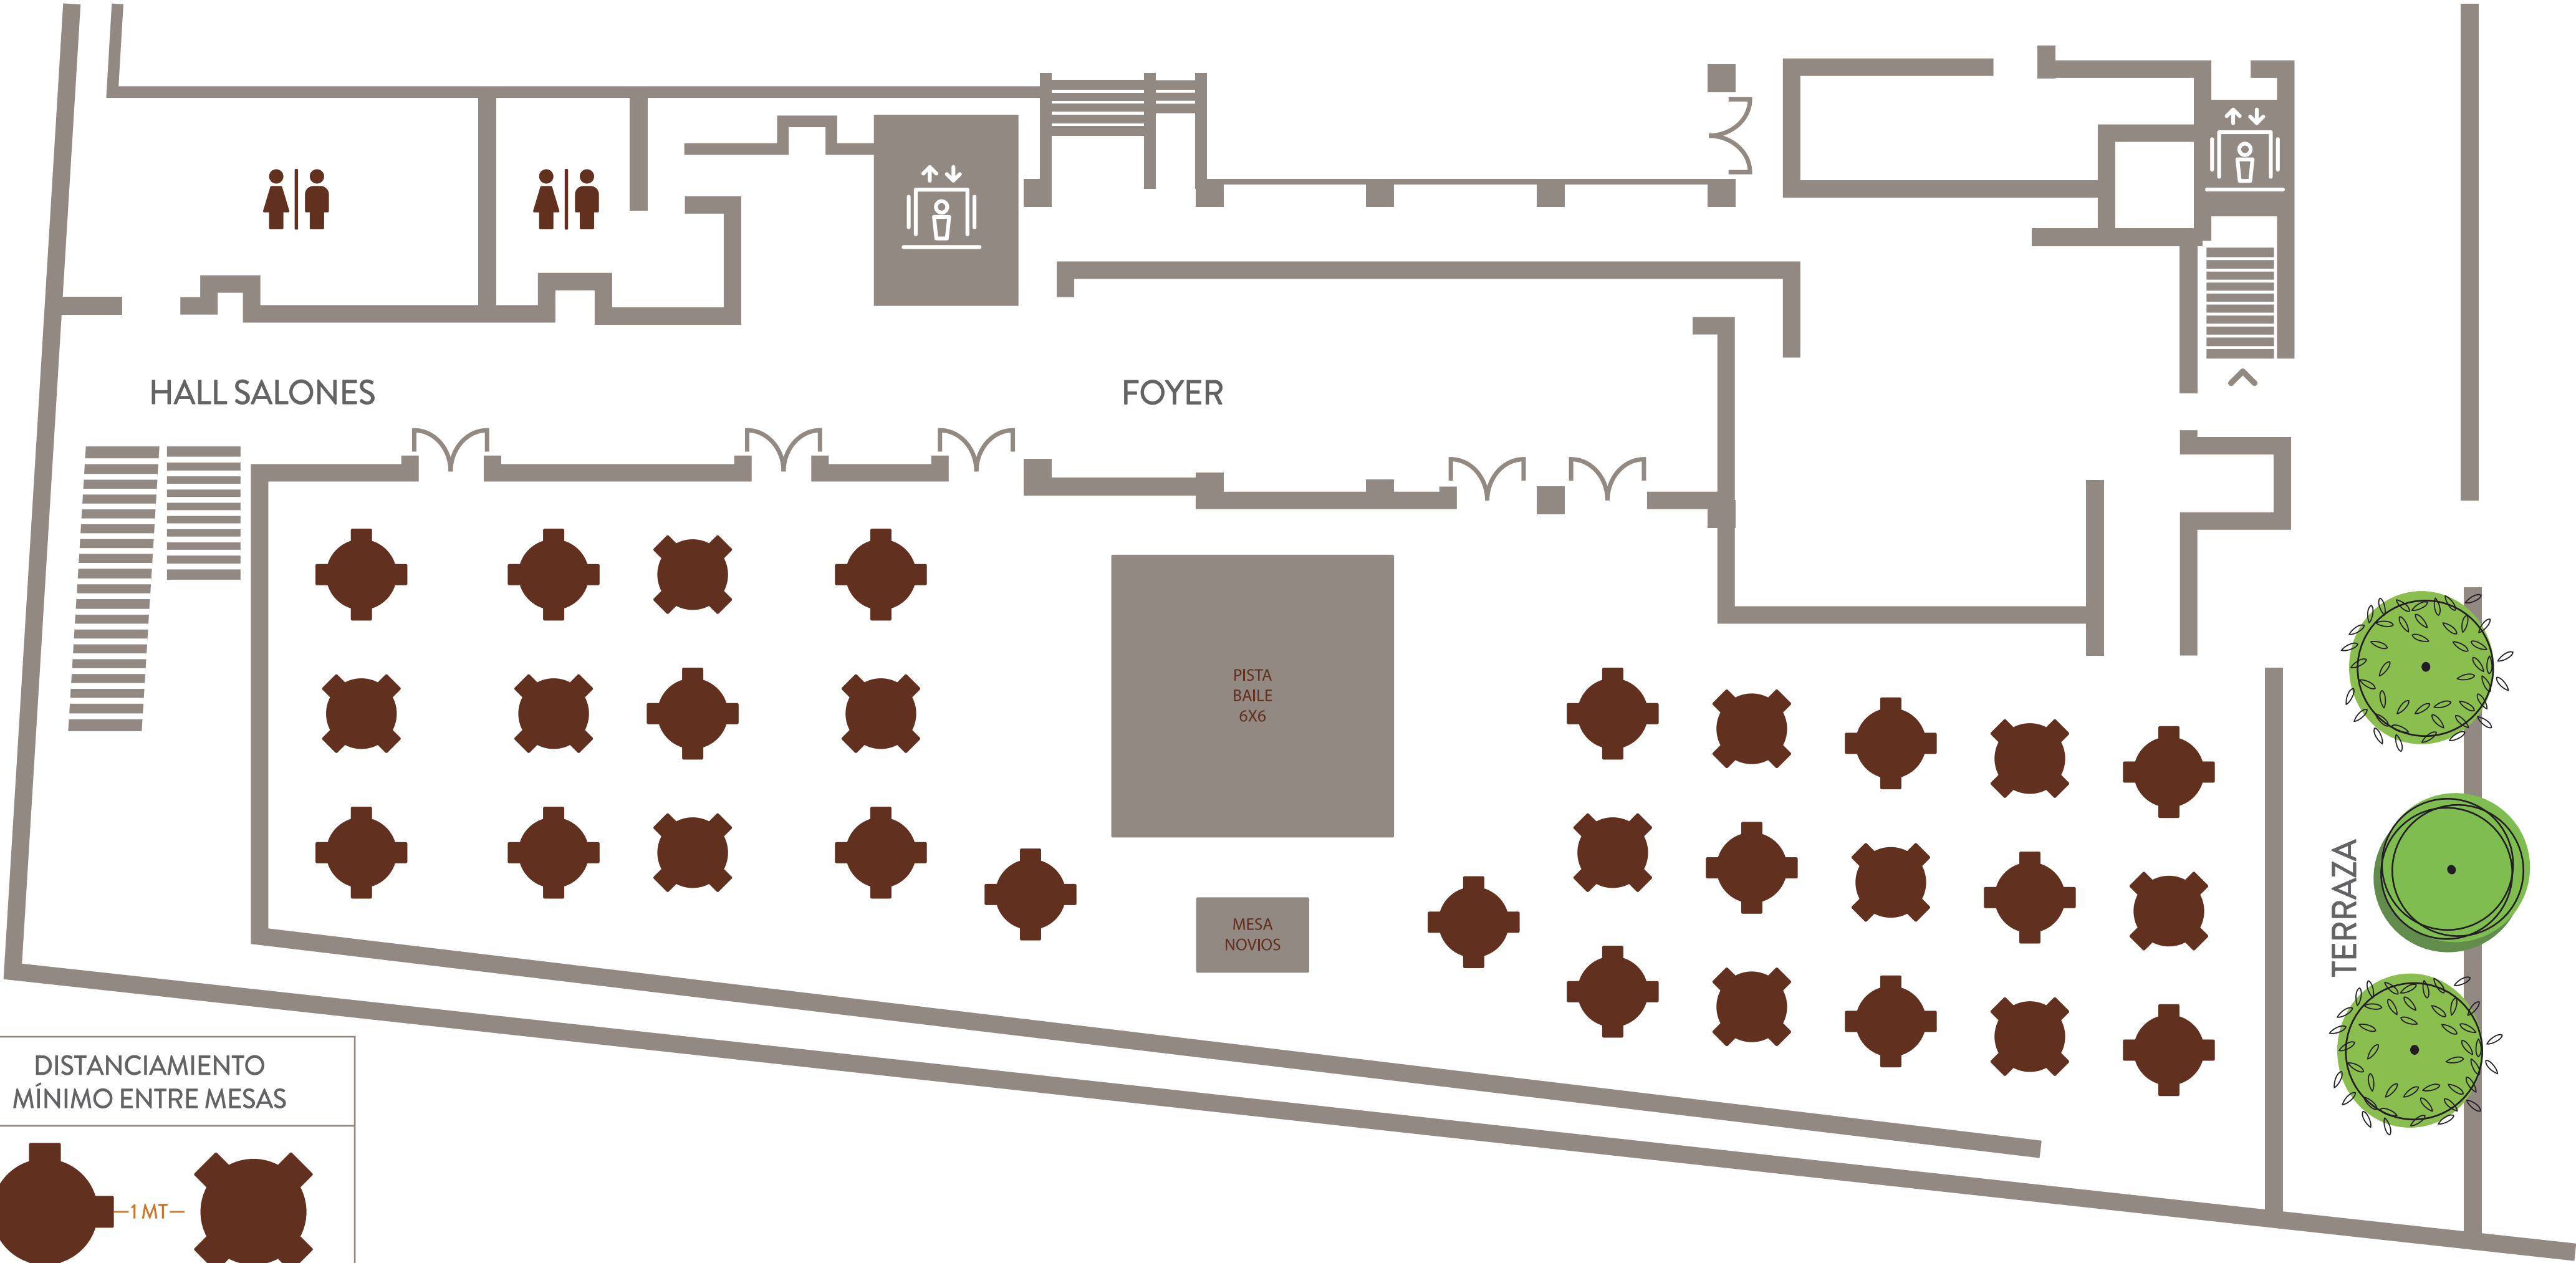 HALL SALONES
FOYER
PISTA
BAILE
6X6
MESA
NOVIOS
TERRAZA
DISTANCIAMIENTO
MÍNIMO ENTRE MESAS
1 MT